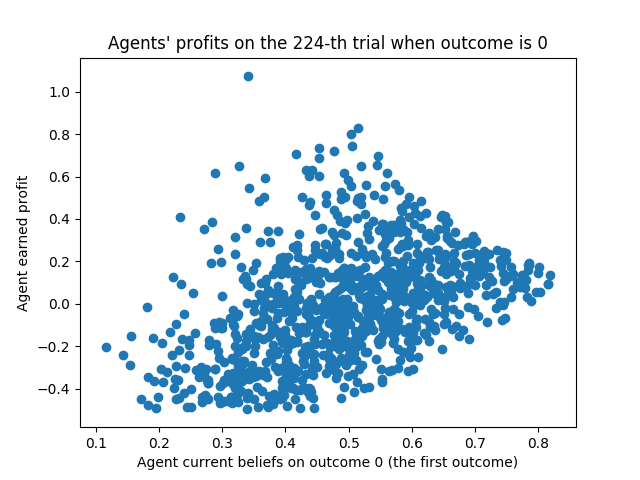 Agents' profits on the 224-th trial when outcome is 0
1.0
0.8
0.6
0.4
0.2
0.0
−0.2
−0.4
Agent earned profit
0.1 0.2 0.3 0.4 0.5 0.6 0.7 0.8
Agent current beliefs on outcome 0 (the first outcome)